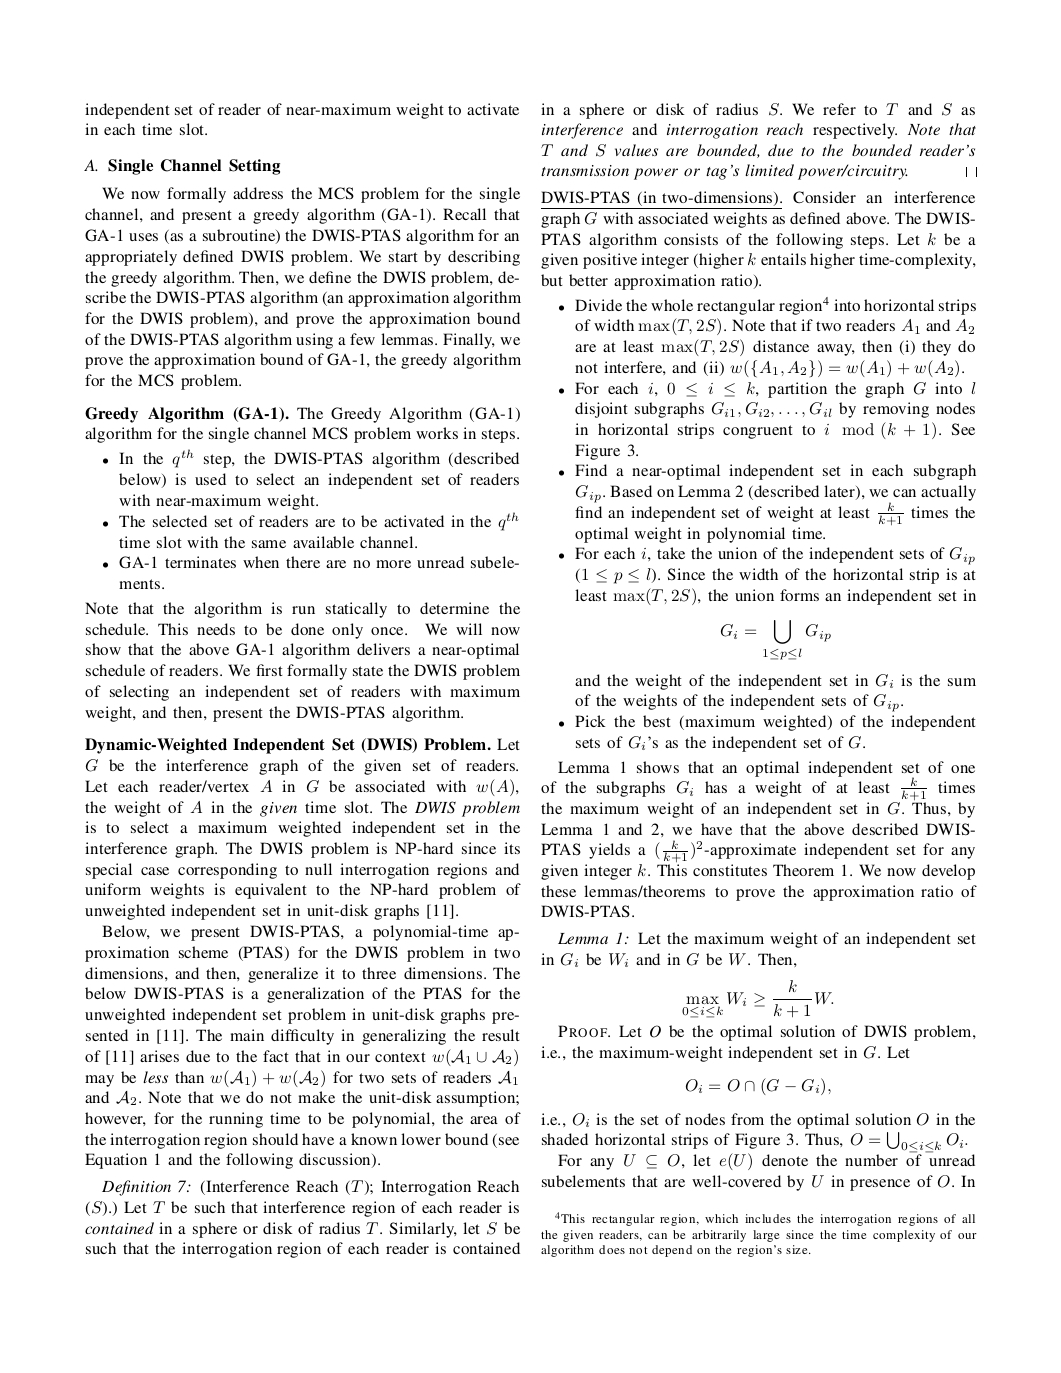 independent set of reader of near-maximum weight to activate
in each time slot.
A. Single Channel Setting
We now formally address the MCS problem for the single
channel, and present a greedy algorithm (GA-1). Recall that
GA-1 uses (as a subroutine) the DWIS-PTAS algorithm for an
appropriately defined DWIS problem. We start by describing
the greedy algorithm. Then, we define the DWIS problem, de-
scribe the DWIS-PTAS algorithm (an approximation algorithm
for the DWIS problem), and prove the approximation bound
of the DWIS-PTAS algorithm using a few lemmas. Finally, we
prove the approximation bound of GA-1, the greedy algorithm
for the MCS problem.
Greedy Algorithm (GA-1). The Greedy Algorithm (GA-1)
algorithm for the single channel MCS problem works in steps.
• In the q^{th} step, the DWIS-PTAS algorithm (described
below) is used to select an independent set of readers
with near-maximum weight.
• The selected set of readers are to be activated in the q^{th}
time slot with the same available channel.
• GA-1 terminates when there are no more unread subele-
ments.
Note that the algorithm is run statically to determine the
schedule. This needs to be done only once. We will now
show that the above GA-1 algorithm delivers a near-optimal
schedule of readers. We first formally state the DWIS problem
of selecting an independent set of readers with maximum
weight, and then, present the DWIS-PTAS algorithm.
Dynamic-Weighted Independent Set (DWIS) Problem. Let
G be the interference graph of the given set of readers.
Let each reader/vertex A in G be associated with w(A),
the weight of A in the given time slot. The DWIS problem
is to select a maximum weighted independent set in the
interference graph. The DWIS problem is NP-hard since its
special case corresponding to null interrogation regions and
uniform weights is equivalent to the NP-hard problem of
unweighted independent set in unit-disk graphs [11].
Below, we present DWIS-PTAS, a polynomial-time ap-
proximation scheme (PTAS) for the DWIS problem in two
dimensions, and then, generalize it to three dimensions. The
below DWIS-PTAS is a generalization of the PTAS for the
unweighted independent set problem in unit-disk graphs pre-
sented in [11]. The main difficulty in generalizing the result
of [11] arises due to the fact that in our context w(𝒜₁ ∪ 𝒜₂)
may be less than w(𝒜₁) + w(𝒜₂) for two sets of readers 𝒜₁
and 𝒜₂. Note that we do not make the unit-disk assumption;
however, for the running time to be polynomial, the area of
the interrogation region should have a known lower bound (see
Equation 1 and the following discussion).
Definition 7: (Interference Reach (T); Interrogation Reach
(S).) Let T be such that interference region of each reader is
contained in a sphere or disk of radius T. Similarly, let S be
such that the interrogation region of each reader is contained
in a sphere or disk of radius S. We refer to T and S as
interference and interrogation reach respectively. Note that
T and S values are bounded, due to the bounded reader's
transmission power or tag's limited power/circuitry.
DWIS-PTAS (in two-dimensions). Consider an interference
graph G with associated weights as defined above. The DWIS-
PTAS algorithm consists of the following steps. Let k be a
given positive integer (higher k entails higher time-complexity,
but better approximation ratio).
• Divide the whole rectangular region⁴ into horizontal strips
of width max(T, 2S). Note that if two readers A₁ and A₂
are at least max(T, 2S) distance away, then (i) they do
not interfere, and (ii) w({A₁, A₂}) = w(A₁) + w(A₂).
• For each i, 0 ≤ i ≤ k, partition the graph G into l
disjoint subgraphs G_{i1}, G_{i2}, . . . , G_{il} by removing nodes
in horizontal strips congruent to i mod (k + 1). See
Figure 3.
• Find a near-optimal independent set in each subgraph
G_{ip}. Based on Lemma 2 (described later), we can actually
find an independent set of weight at least \frac{k}{k+1} times the
optimal weight in polynomial time.
• For each i, take the union of the independent sets of G_{ip}
(1 ≤ p ≤ l). Since the width of the horizontal strip is at
least max(T, 2S), the union forms an independent set in
G_i = \bigcup_{1≤p≤l} G_{ip}
and the weight of the independent set in G_i is the sum
of the weights of the independent sets of G_{ip}.
• Pick the best (maximum weighted) of the independent
sets of G_i's as the independent set of G.
Lemma 1 shows that an optimal independent set of one
of the subgraphs G_i has a weight of at least \frac{k}{k+1} times
the maximum weight of an independent set in G. Thus, by
Lemma 1 and 2, we have that the above described DWIS-
PTAS yields a (\frac{k}{k+1})²-approximate independent set for any
given integer k. This constitutes Theorem 1. We now develop
these lemmas/theorems to prove the approximation ratio of
DWIS-PTAS.
Lemma 1: Let the maximum weight of an independent set
in G_i be W_i and in G be W. Then,
\max_{0≤i≤k} W_i ≥ \frac{k}{k+1} W.
PROOF. Let O be the optimal solution of DWIS problem,
i.e., the maximum-weight independent set in G. Let
O_i = O ∩ (G − G_i),
i.e., O_i is the set of nodes from the optimal solution O in the
shaded horizontal strips of Figure 3. Thus, O = \bigcup_{0≤i≤k} O_i.
For any U ⊆ O, let e(U) denote the number of unread
subelements that are well-covered by U in presence of O. In
⁴This rectangular region, which includes the interrogation regions of all
the given readers, can be arbitrarily large since the time complexity of our
algorithm does not depend on the region's size.